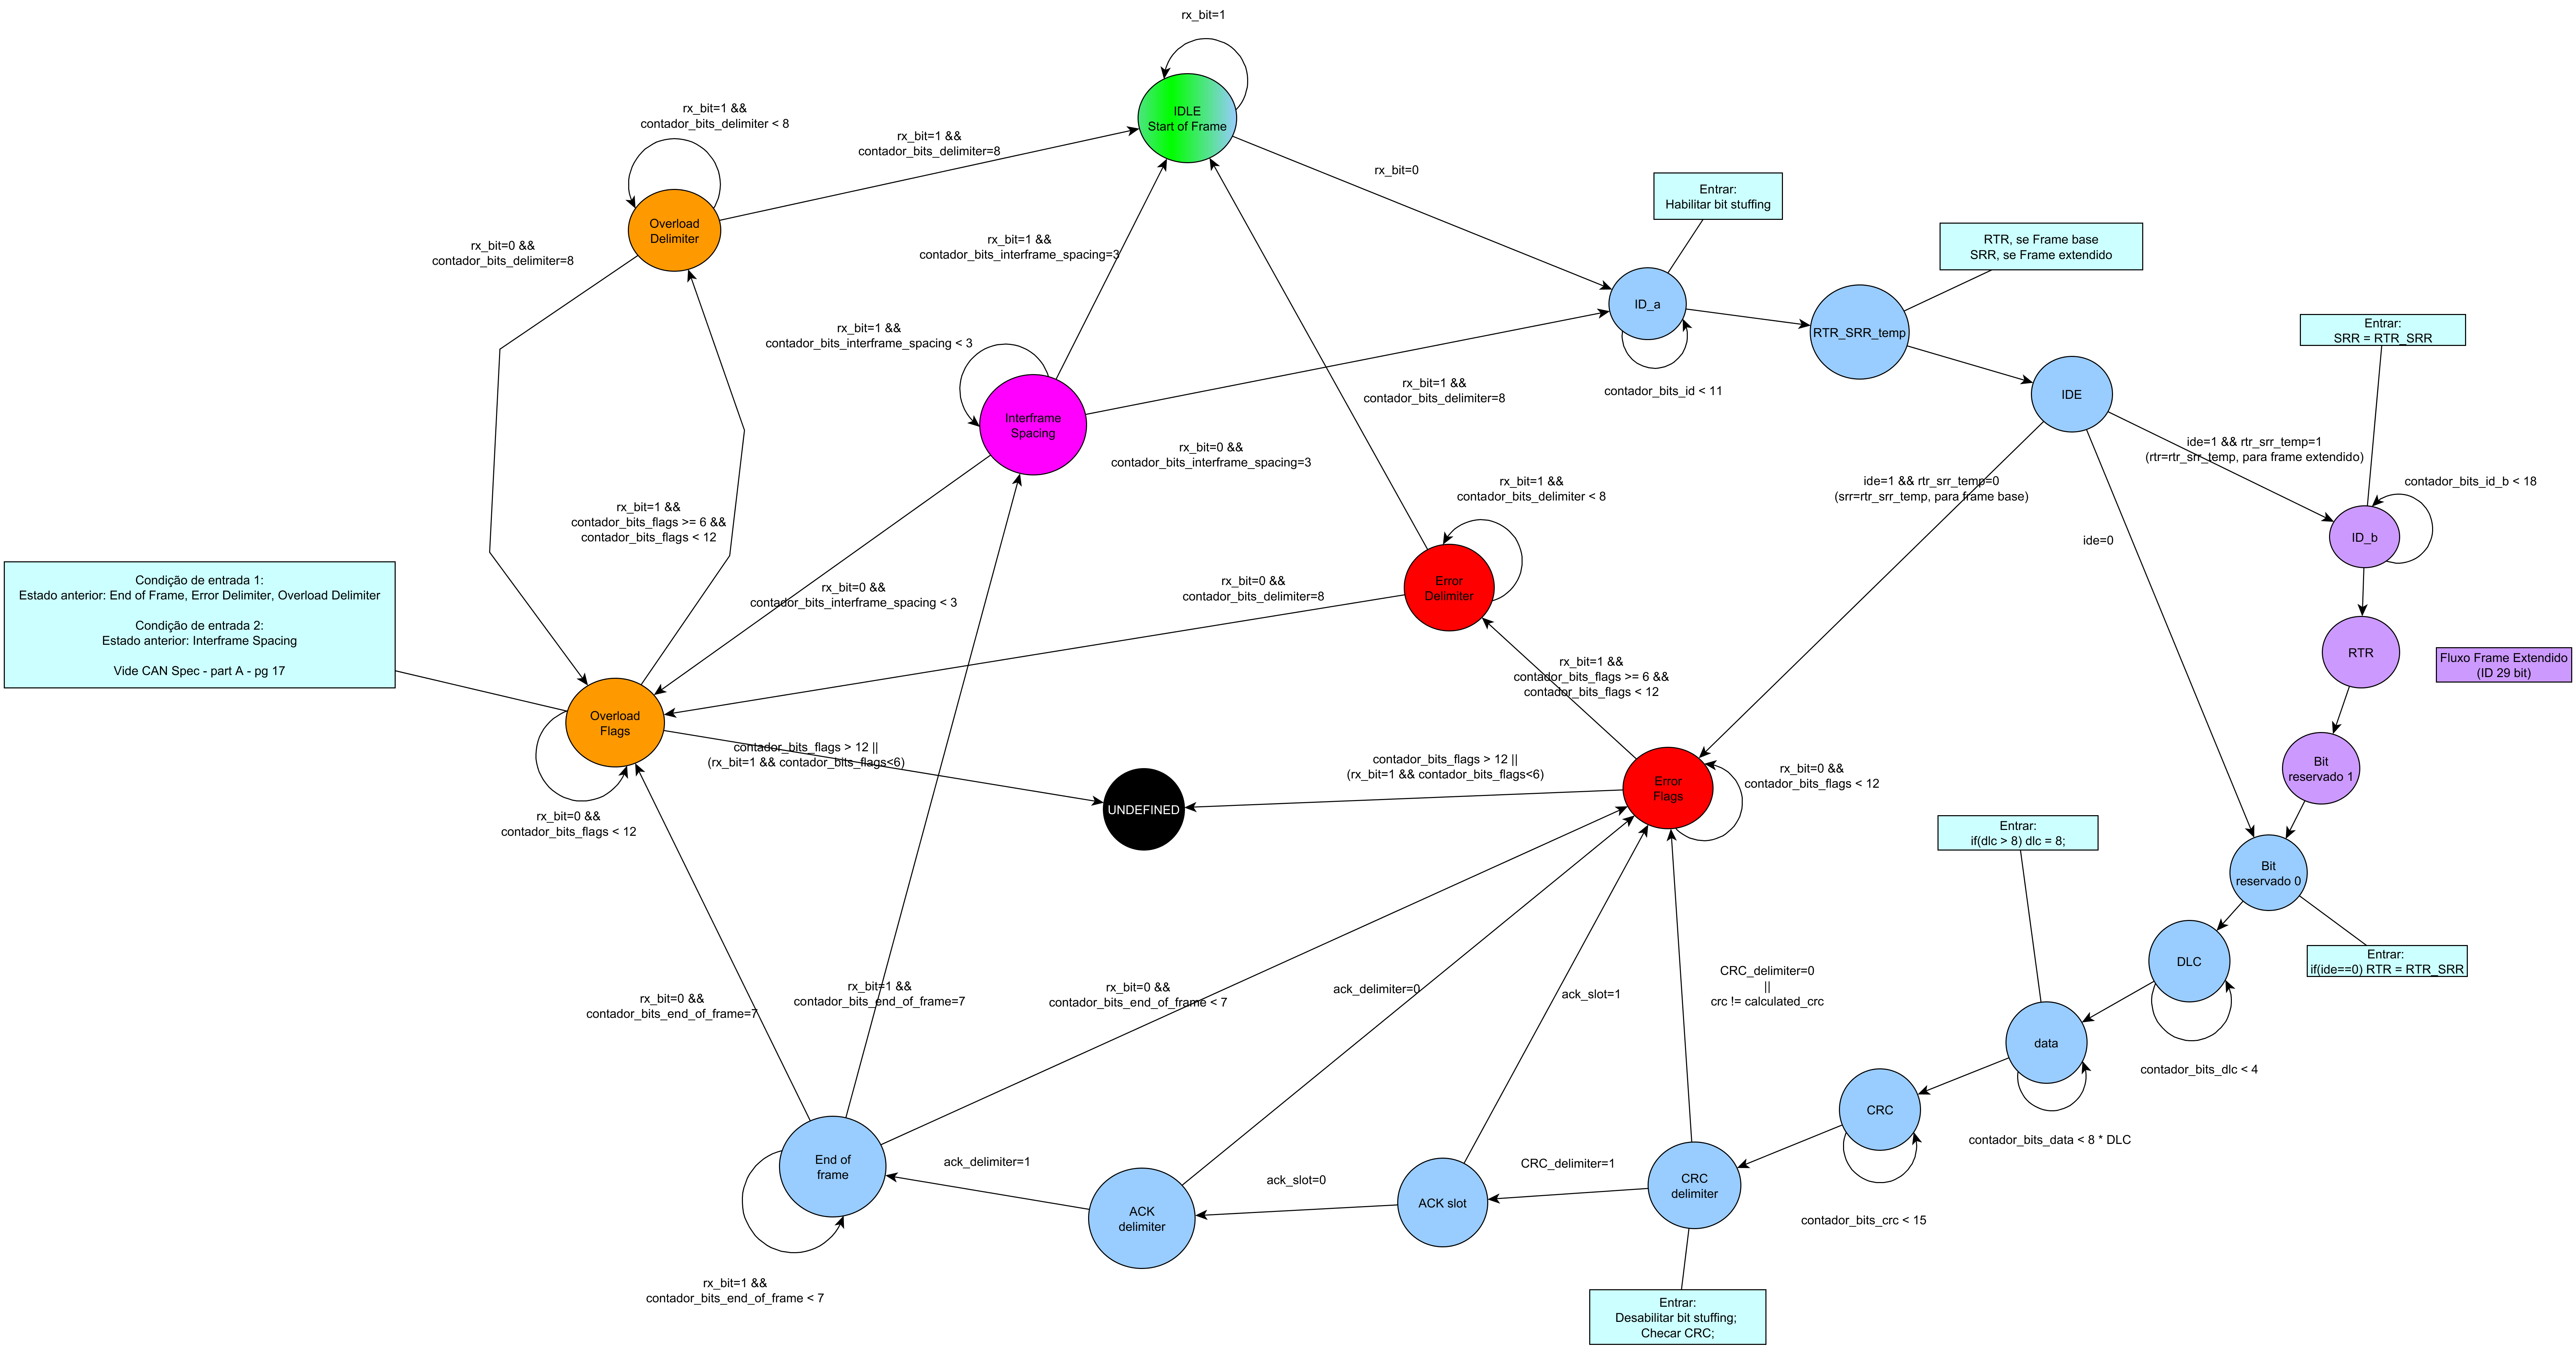 rx_bit=1
IDLE
Start of Frame
rx_bit=1 &&
contador_bits_delimiter < 8
rx_bit=1 &&
contador_bits_delimiter=8
rx_bit=0
Entrar:
Habilitar bit stuffing
Overload
Delimiter
rx_bit=0 &&
contador_bits_delimiter=8
rx_bit=1 &&
contador_bits_interframe_spacing=3
RTR, se Frame base
SRR, se Frame extendido
ID_a
RTR_SRR_temp
rx_bit=1 &&
contador_bits_interframe_spacing < 3
Entrar:
SRR = RTR_SRR
contador_bits_id < 11
rx_bit=1 &&
contador_bits_delimiter=8
IDE
Interframe
Spacing
rx_bit=0 &&
contador_bits_interframe_spacing=3
ide=1 && rtr_srr_temp=1
(rtr=rtr_srr_temp, para frame extendido)
rx_bit=1 &&
contador_bits_delimiter < 8
ide=1 && rtr_srr_temp=0
(srr=rtr_srr_temp, para frame base)
contador_bits_id_b < 18
rx_bit=1 &&
contador_bits_flags >= 6 &&
contador_bits_flags < 12
ide=0
ID_b
Condição de entrada 1:
Estado anterior: End of Frame, Error Delimiter, Overload Delimiter
Condição de entrada 2:
Estado anterior: Interframe Spacing
Vide CAN Spec - part A - pg 17
rx_bit=0 &&
contador_bits_interframe_spacing < 3
rx_bit=0 &&
contador_bits_delimiter=8
Error
Delimiter
RTR
Fluxo Frame Extendido
(ID 29 bit)
rx_bit=1 &&
contador_bits_flags >= 6 &&
contador_bits_flags < 12
Overload
Flags
contador_bits_flags > 12 ||
(rx_bit=1 && contador_bits_flags<6)
contador_bits_flags > 12 ||
(rx_bit=1 && contador_bits_flags<6)
Error
Flags
rx_bit=0 &&
contador_bits_flags < 12
Bit
reservado 1
UNDEFINED
rx_bit=0 &&
contador_bits_flags < 12
Entrar:
if(dlc > 8) dlc = 8;
Bit
reservado 0
Entrar:
if(ide==0) RTR = RTR_SRR
DLC
rx_bit=0 &&
contador_bits_end_of_frame=7
rx_bit=1 &&
contador_bits_end_of_frame=7
rx_bit=0 &&
contador_bits_end_of_frame < 7
ack_delimiter=0
ack_slot=1
CRC_delimiter=0
||
crc != calculated_crc
data
contador_bits_dlc < 4
CRC
contador_bits_data < 8 * DLC
End of
frame
ack_delimiter=1
ACK
delimiter
ack_slot=0
ACK slot
CRC_delimiter=1
CRC
delimiter
contador_bits_crc < 15
rx_bit=1 &&
contador_bits_end_of_frame < 7
Entrar:
Desabilitar bit stuffing;
Checar CRC;